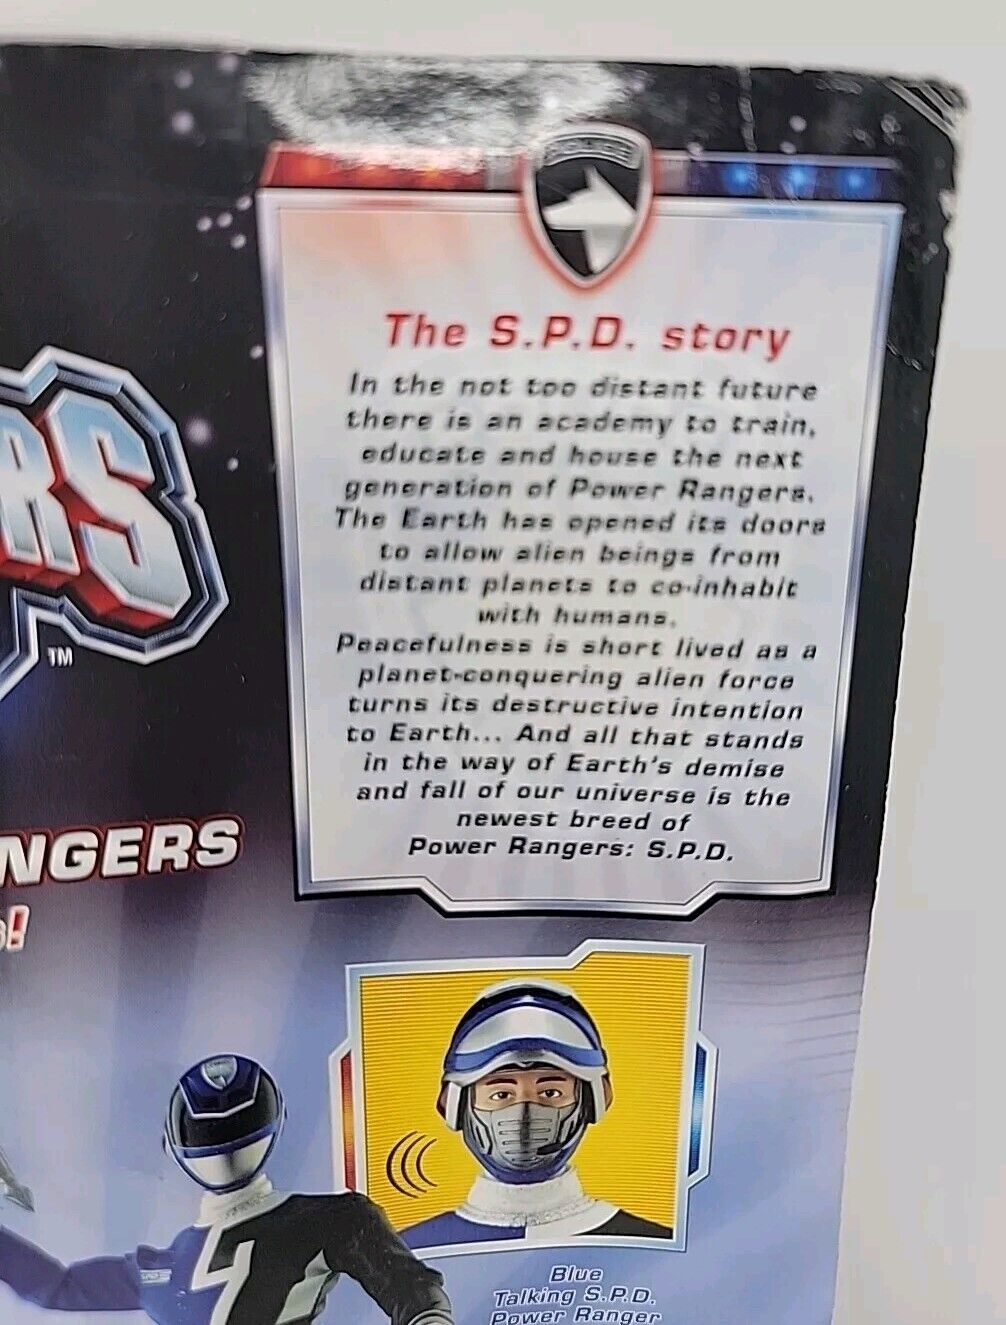 The S.P.D. story
In the not too distant future
there is an academy to train,
educate and house the next
generation of Power Rangers.
The Earth has opened its doors
to allow alien beings from
distant planets to co-inhabit
with humans.
Peacefulness is short lived as a
planet-conquering alien force
turns its destructive intention
to Earth... And all that stands
in the way of Earth's demise
and fall of our universe is the
newest breed of
Power Rangers: S.P.D.
RS
TM
NGERS
!
4
Blue
Talking S.P.D.
Power Ranger